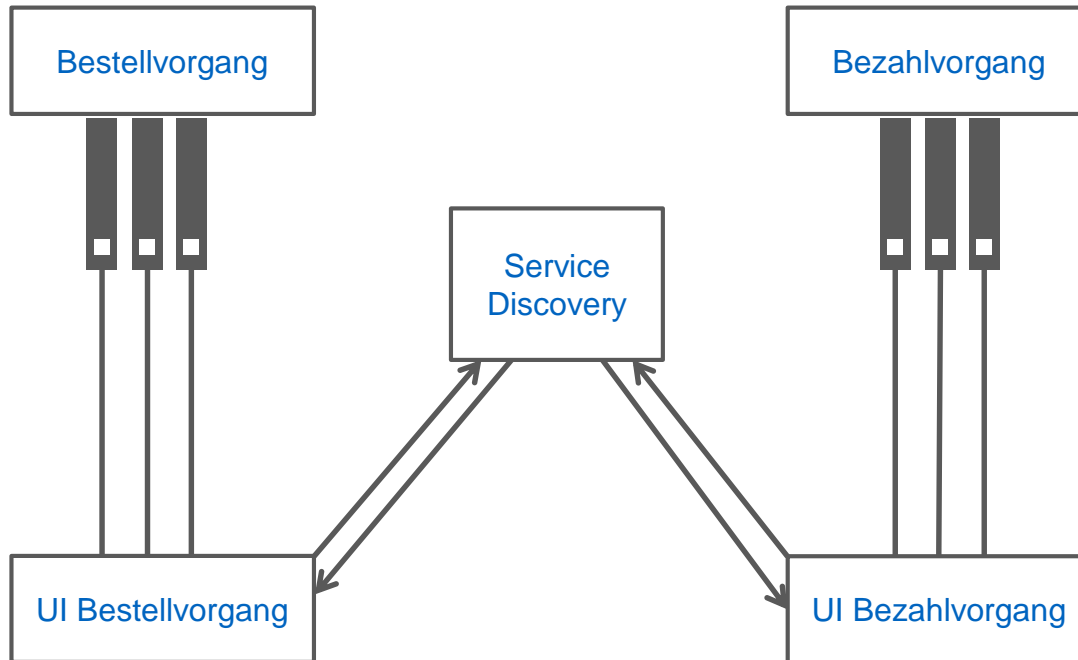 Bestellvorgang
Bezahlvorgang
Service
Discovery
UI Bestellvorgang
UI Bezahlvorgang